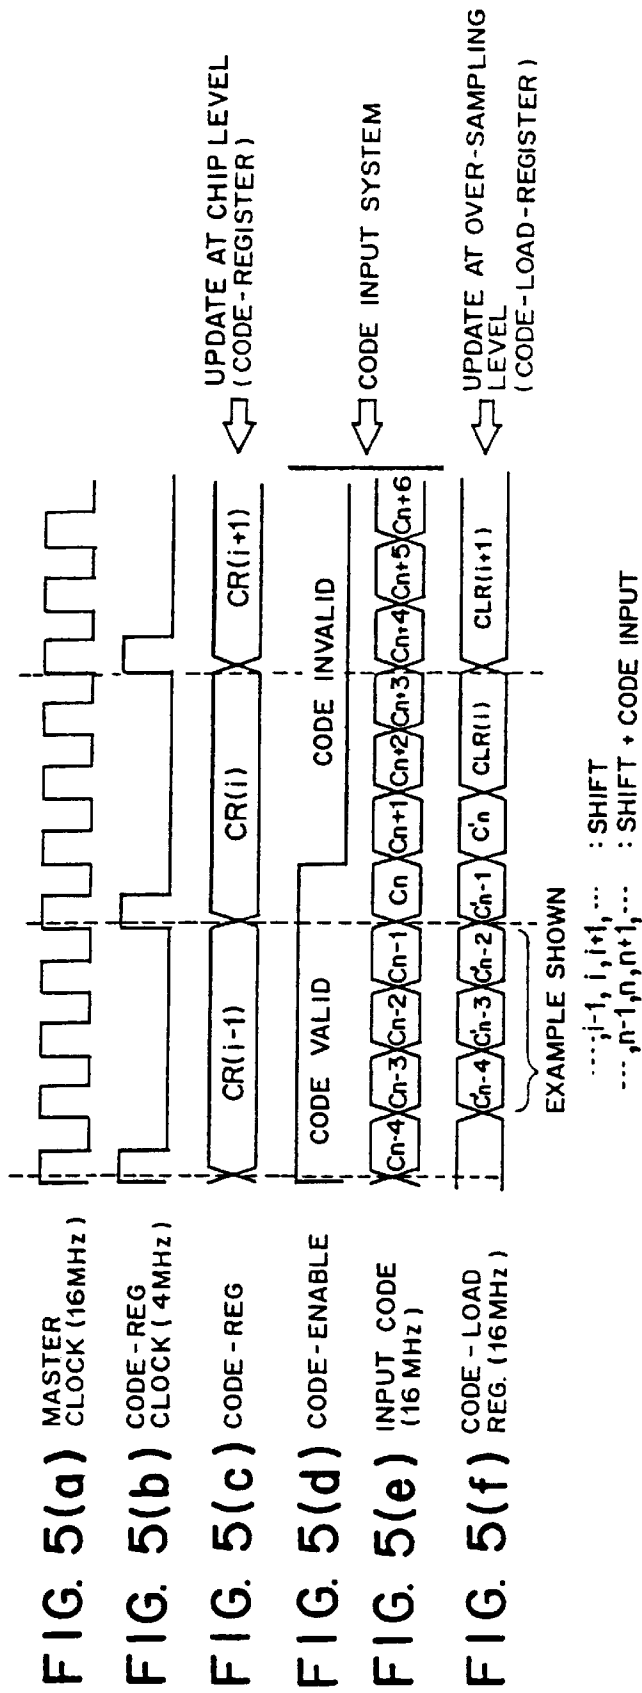 FIG. 5(a) MASTER
CLOCK (16MHz)
FIG. 5(b) CODE-REG
CLOCK ( 4MHz)
FIG. 5(c) CODE-REG
CR(i-1) CR(i) CR(i+1)
UPDATE AT CHIP LEVEL
(CODE-REGISTER)
FIG. 5(d) CODE-ENABLE
CODE VALID CODE INVALID
CODE INPUT SYSTEM
FIG. 5(e) INPUT CODE
(16 MHz)
Cn-4 Cn-3 Cn-2 Cn-1 Cn Cn+1 Cn+2 Cn+3 Cn+4 Cn+5 Cn+6
FIG. 5(f) CODE-LOAD
REG. (16MHz)
C'n-4 C'n-3 C'n-2 C'n-1 C'n CLR(i) CLR(i+1)
UPDATE AT OVER-SAMPLING
LEVEL
(CODE-LOAD-REGISTER)
EXAMPLE SHOWN
----,i-1, i, i+1, --- : SHIFT
---,n-1,n,n+1,--- : SHIFT + CODE INPUT